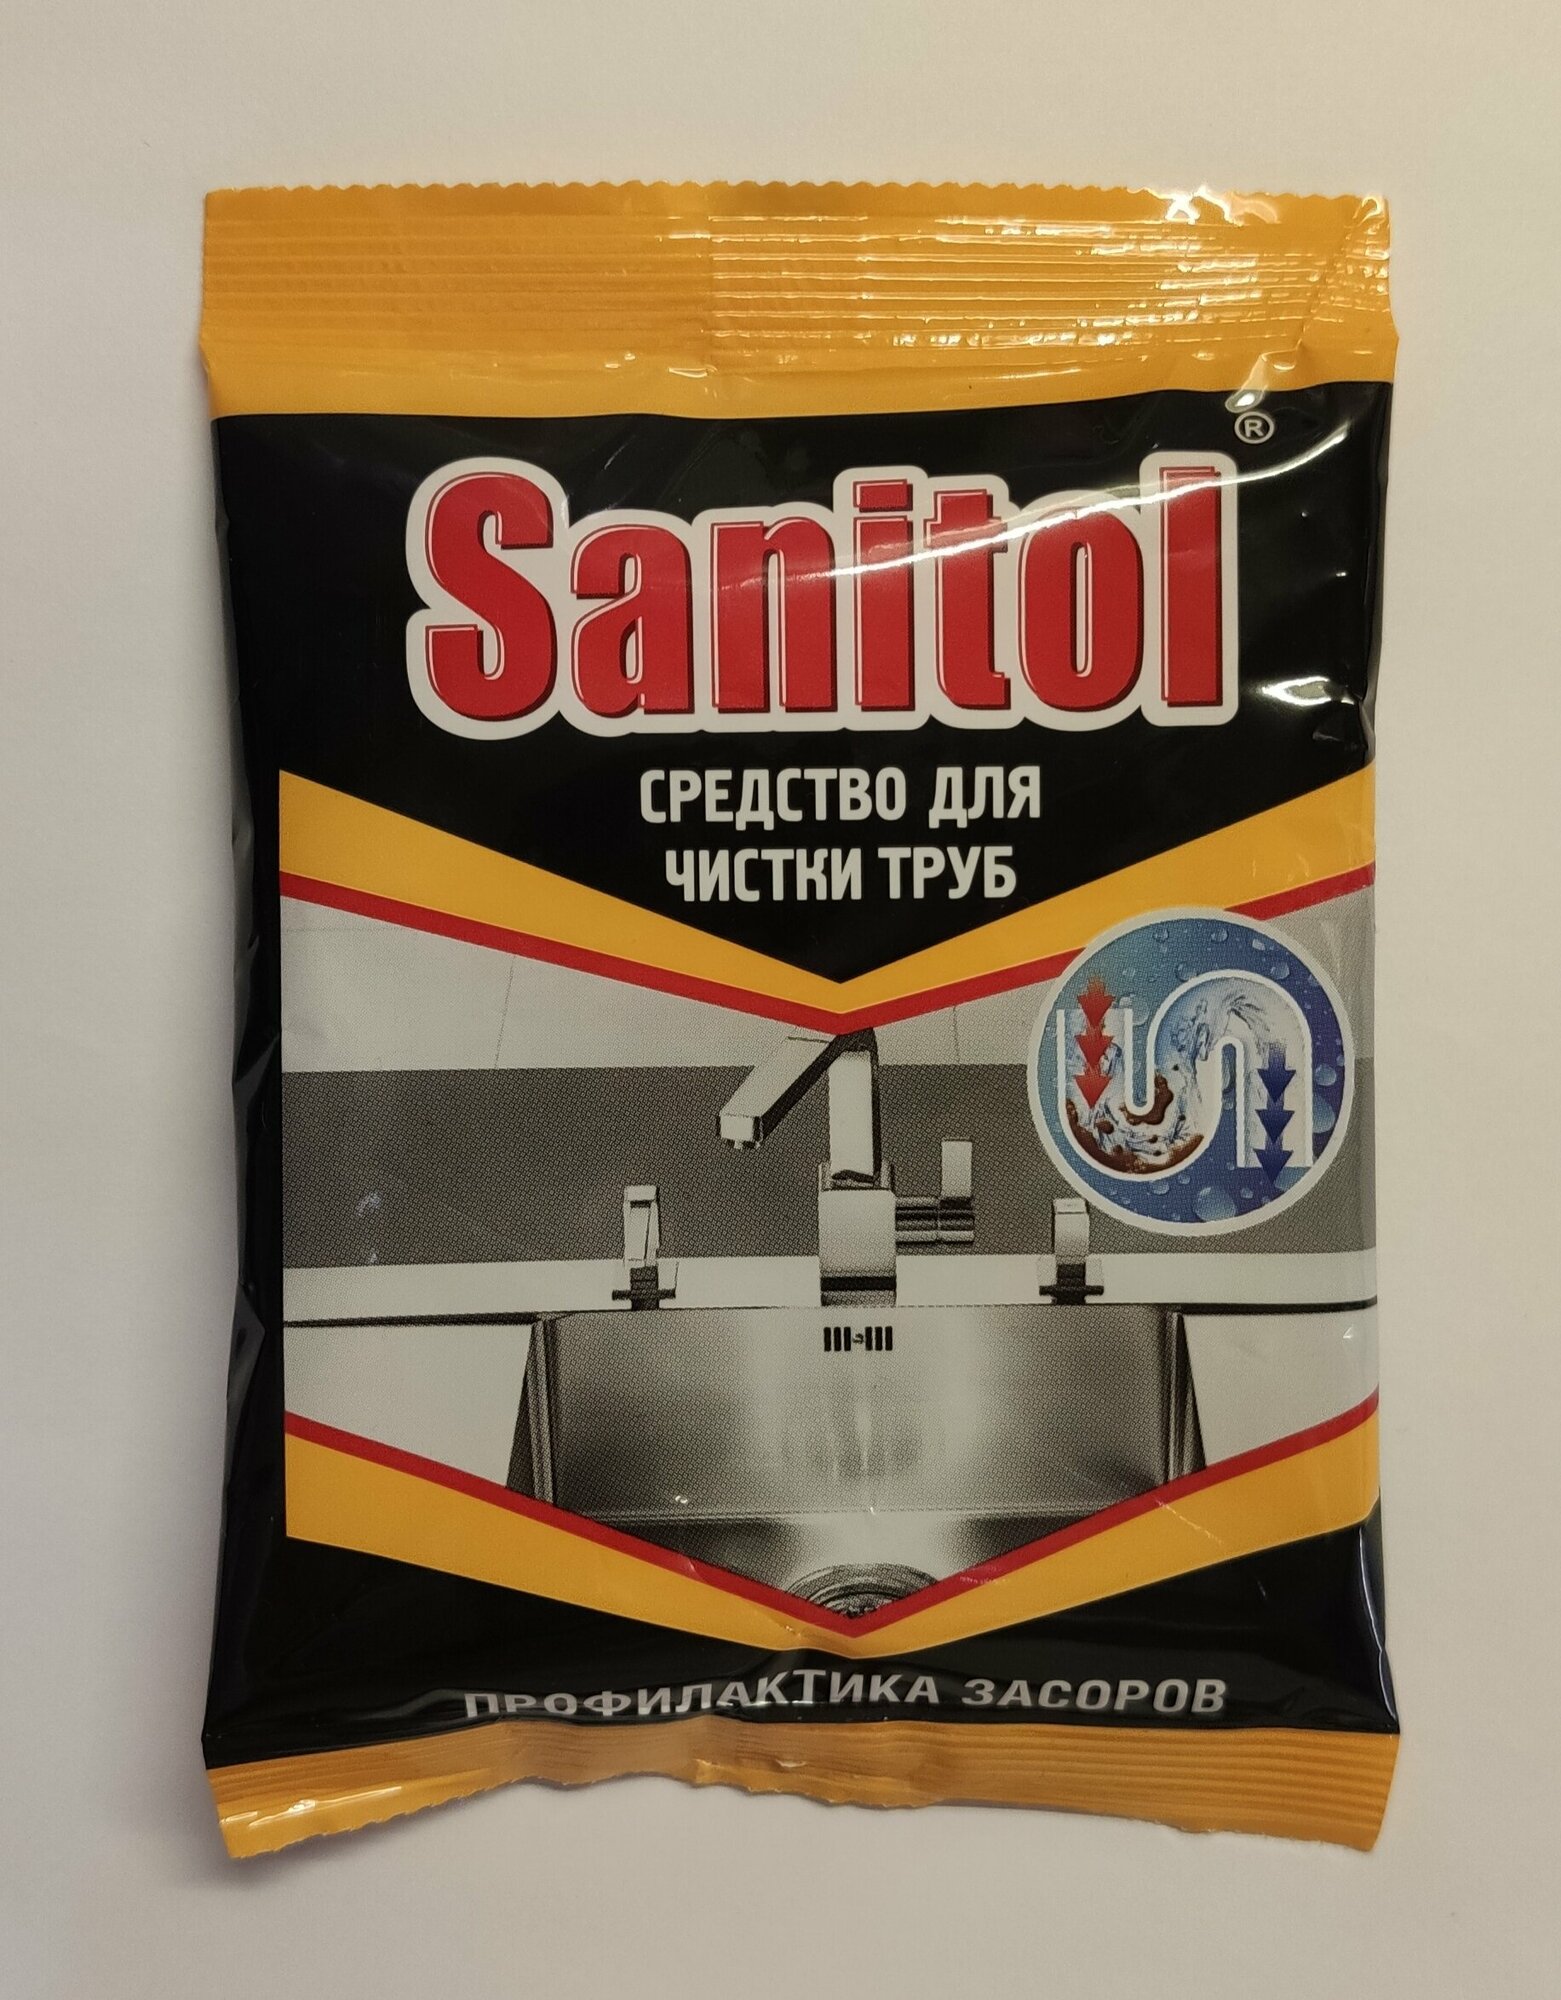 Sanitol®
СРЕДСТВО ДЛЯ
ЧИСТКИ ТРУБ
ПРОФИЛАКТИКА ЗАСОРОВ